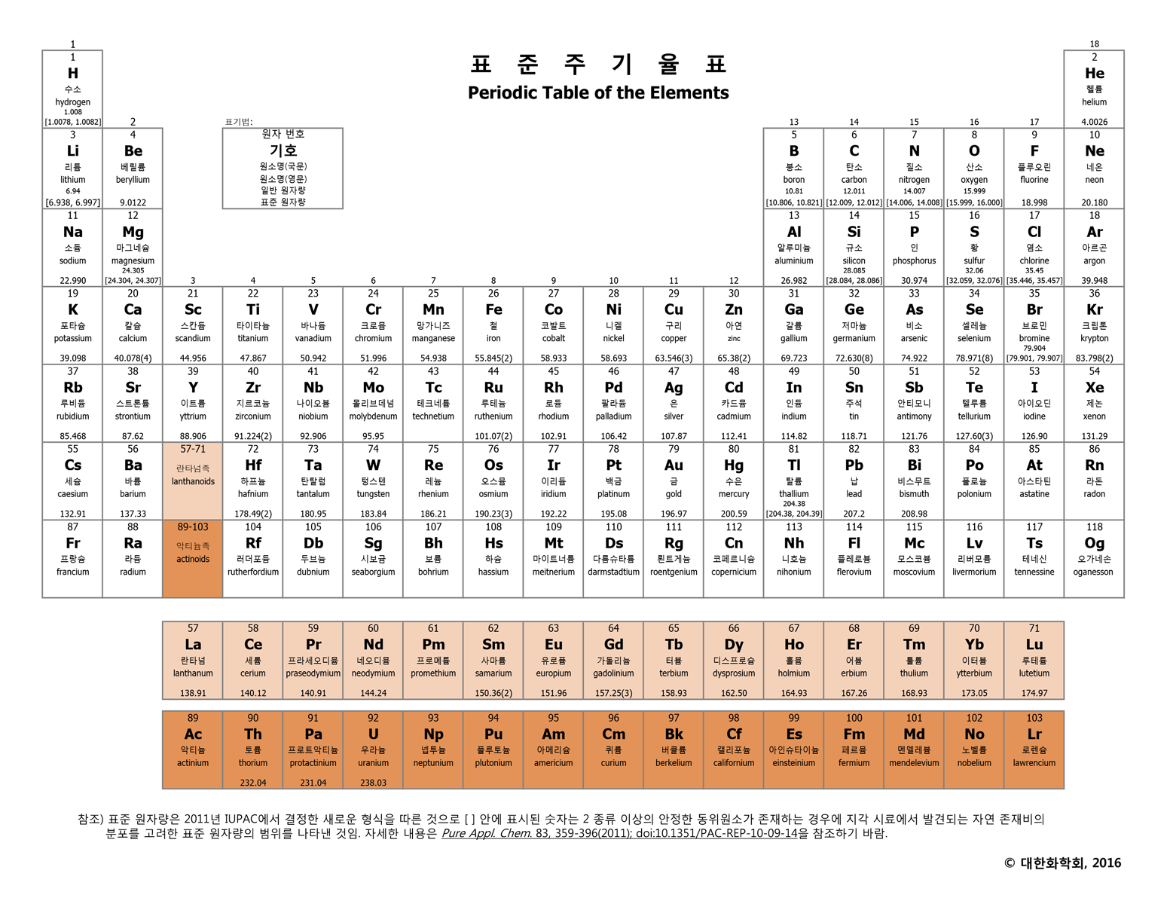 1 18
표 준 주 기 율 표
Periodic Table of the Elements
1
H
수소
hydrogen
1.008
[1.0078, 1.0082]
2
He
헬륨
helium
4.0026
2
표기법:
원자 번호
기호
원소명(국문)
원소명(영문)
일반 원자량
표준 원자량
13 14 15 16 17
3 4 5 6 7 8 9 10
Li Be B C N O F Ne
리튬 베릴륨 붕소 탄소 질소 산소 플루오린 네온
lithium beryllium boron carbon nitrogen oxygen fluorine neon
6.94 10.81 12.011 14.007 15.999
[6.938, 6.997] 9.0122 [10.806, 10.821] [12.009, 12.012] [14.006, 14.008] [15.999, 16.000] 18.998 20.180
11 12 13 14 15 16 17 18
Na Mg Al Si P S Cl Ar
소듐 마그네슘 알루미늄 규소 인 황 염소 아르곤
sodium magnesium aluminium silicon phosphorus sulfur chlorine argon
24.305 28.085 32.06 35.45
22.990 [24.304, 24.307] 3 4 5 6 7 8 9 10 11 12 26.982 [28.084, 28.086] 30.974 [32.059, 32.076] [35.446, 35.457] 39.948
19 20 21 22 23 24 25 26 27 28 29 30 31 32 33 34 35 36
K Ca Sc Ti V Cr Mn Fe Co Ni Cu Zn Ga Ge As Se Br Kr
포타슘 칼슘 스칸듐 타이타늄 바나듐 크로뮴 망가니즈 철 코발트 니켈 구리 아연 갈륨 저마늄 비소 셀레늄 브로민 크립톤
potassium calcium scandium titanium vanadium chromium manganese iron cobalt nickel copper zinc gallium germanium arsenic selenium bromine krypton
79.904
39.098 40.078(4) 44.956 47.867 50.942 51.996 54.938 55.845(2) 58.933 58.693 63.546(3) 65.38(2) 69.723 72.630(8) 74.922 78.971(8) [79.901, 79.907] 83.798(2)
37 38 39 40 41 42 43 44 45 46 47 48 49 50 51 52 53 54
Rb Sr Y Zr Nb Mo Tc Ru Rh Pd Ag Cd In Sn Sb Te I Xe
루비듐 스트론튬 이트륨 지르코늄 나이오븀 몰리브데넘 테크네튬 루테늄 로듐 팔라듐 은 카드뮴 인듐 주석 안티모니 텔루륨 아이오딘 제논
rubidium strontium yttrium zirconium niobium molybdenum technetium ruthenium rhodium palladium silver cadmium indium tin antimony tellurium iodine xenon
85.468 87.62 88.906 91.224(2) 92.906 95.95 101.07(2) 102.91 106.42 107.87 112.41 114.82 118.71 121.76 127.60(3) 126.90 131.29
55 56 57-71 72 73 74 75 76 77 78 79 80 81 82 83 84 85 86
Cs Ba 란타넘족 Hf Ta W Re Os Ir Pt Au Hg Tl Pb Bi Po At Rn
세슘 바륨 하프늄 탄탈럼 텅스텐 레늄 오스뮴 이리듐 백금 금 수은 탈륨 납 비스무트 폴로늄 아스타틴 라돈
caesium barium lanthanoids hafnium tantalum tungsten rhenium osmium iridium platinum gold mercury thallium lead bismuth polonium astatine radon
204.38
132.91 137.33 178.49(2) 180.95 183.84 186.21 190.23(3) 192.22 195.08 196.97 200.59 [204.38, 204.39] 207.2 208.98
87 88 89-103 104 105 106 107 108 109 110 111 112 113 114 115 116 117 118
Fr Ra 악티늄족 Rf Db Sg Bh Hs Mt Ds Rg Cn Nh Fl Mc Lv Ts Og
프랑슘 라듐 러더포듐 두브늄 시보귬 보륨 하슘 마이트너륨 다름슈타튬 뢴트게늄 코페르니슘 니호늄 플레로븀 모스코븀 리버모륨 테네신 오가네손
francium radium actinoids rutherfordium dubnium seaborgium bohrium hassium meitnerium darmstadtium roentgenium copernicium nihonium flerovium moscovium livermorium tennessine oganesson
57 58 59 60 61 62 63 64 65 66 67 68 69 70 71
La Ce Pr Nd Pm Sm Eu Gd Tb Dy Ho Er Tm Yb Lu
란타넘 세륨 프라세오디뮴 네오디뮴 프로메튬 사마륨 유로퓸 가돌리늄 터븀 디스프로슘 홀뮴 어븀 툴륨 이터븀 루테튬
lanthanum cerium praseodymium neodymium promethium samarium europium gadolinium terbium dysprosium holmium erbium thulium ytterbium lutetium
138.91 140.12 140.91 144.24 150.36(2) 151.96 157.25(3) 158.93 162.50 164.93 167.26 168.93 173.05 174.97
89 90 91 92 93 94 95 96 97 98 99 100 101 102 103
Ac Th Pa U Np Pu Am Cm Bk Cf Es Fm Md No Lr
악티늄 토륨 프로트악티늄 우라늄 넵투늄 플루토늄 아메리슘 퀴륨 버클륨 캘리포늄 아인슈타이늄 페르뮴 멘델레븀 노벨륨 로렌슘
actinium thorium protactinium uranium neptunium plutonium americium curium berkelium californium einsteinium fermium mendelevium nobelium lawrencium
232.04 231.04 238.03
참조) 표준 원자량은 2011년 IUPAC에서 결정한 새로운 형식을 따른 것으로 [ ] 안에 표시된 숫자는 2 종류 이상의 안정한 동위원소가 존재하는 경우에 지각 시료에서 발견되는 자연 존재비의
분포를 고려한 표준 원자량의 범위를 나타낸 것임. 자세한 내용은 Pure Appl. Chem. 83, 359-396(2011); doi:10.1351/PAC-REP-10-09-14을 참조하기 바람.
© 대한화학회, 2016